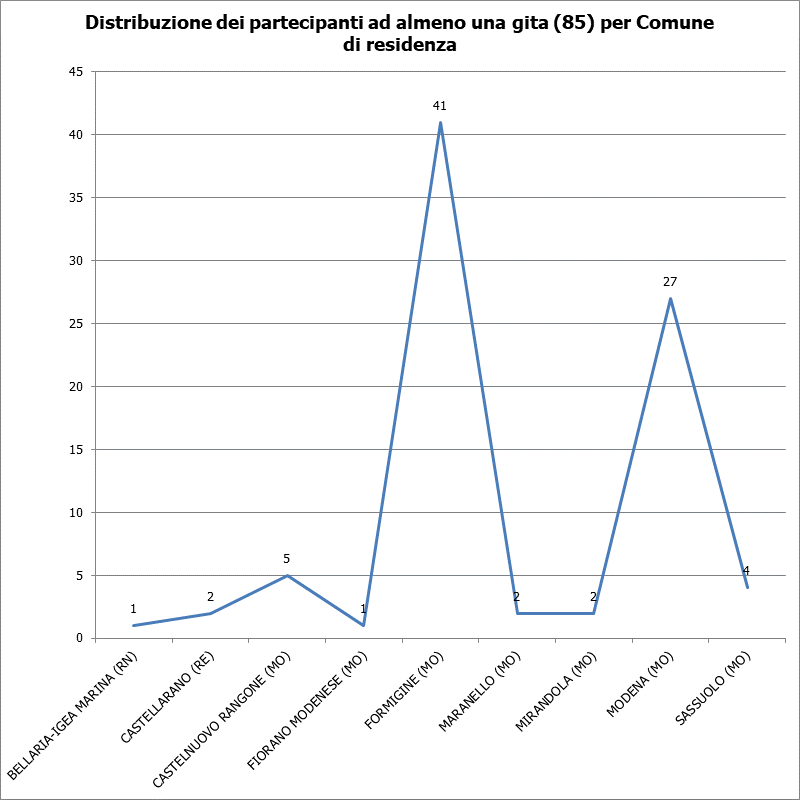 Distribuzione dei partecipanti ad almeno una gita (85) per Comune
di residenza
45
40
35
30
25
20
15
10
5
0
1
2
5
1
41
2
2
27
4
BELLARIA-IGEA MARINA (RN)
CASTELLARANO (RE)
CASTELNUOVO RANGONE (MO)
FIORANO MODENESE (MO)
FORMIGINE (MO)
MARANELLO (MO)
MIRANDOLA (MO)
MODENA (MO)
SASSUOLO (MO)